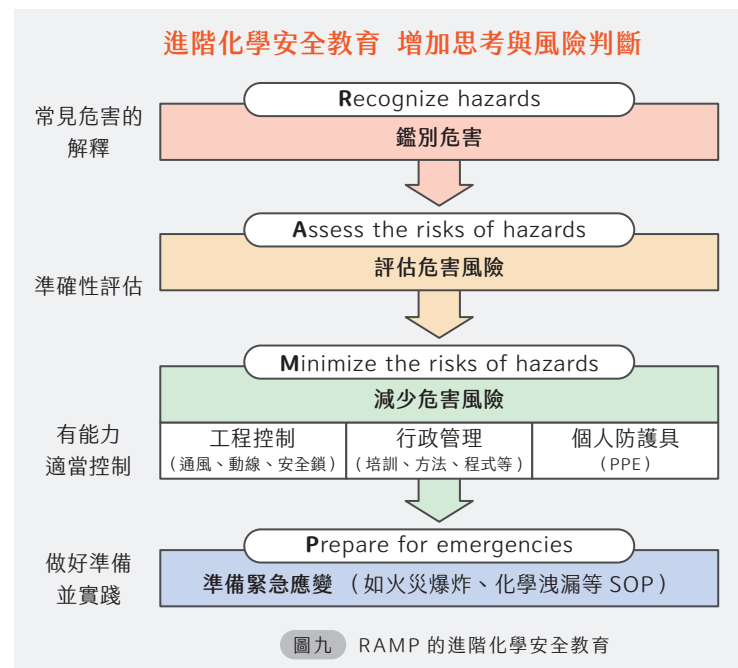 進階化學安全教育 增加思考與風險判斷
常見危害的
解釋
Recognize hazards
鑑別危害
準確性評估
Assess the risks of hazards
評估危害風險
有能力
適當控制
Minimize the risks of hazards
減少危害風險
工程控制
(通風、動線、安全鎖)
行政管理
(培訓、方法、程式等)
個人防護具
(PPE)
做好準備
並實踐
Prepare for emergencies
準備緊急應變（如火災爆炸、化學洩漏等 SOP）
圖九 RAMP 的進階化學安全教育